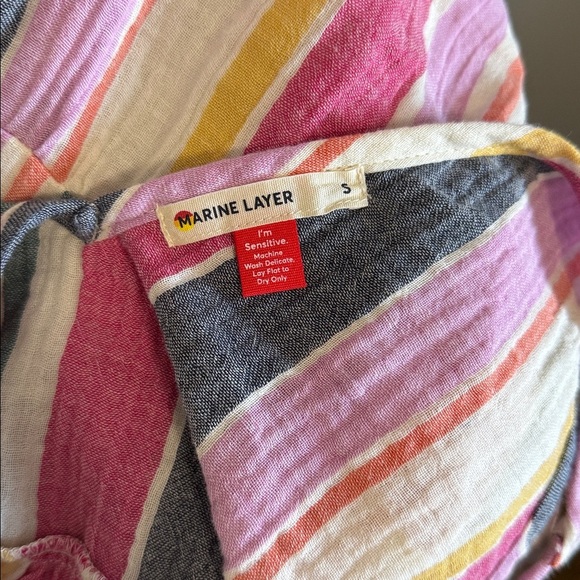 MARINE LAYER
S
I'm
Sensitive.
Machine
Wash Delicate.
Lay Flat to
Dry Only